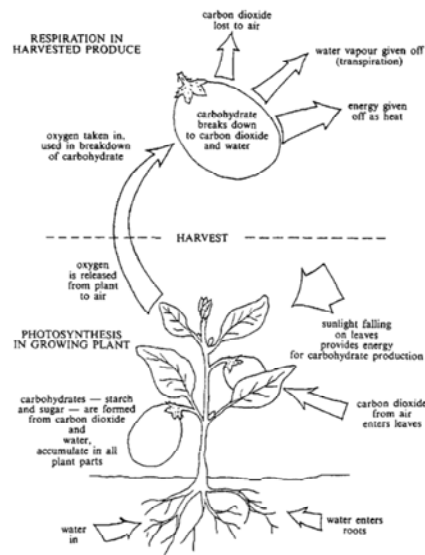 RESPIRATION IN
HARVESTED PRODUCE
carbon dioxide
lost to air
water vapour given off
(transpiration)
energy given
off as heat
carbohydrate
breaks down
to carbon dioxide
and water
oxygen taken in,
used in breakdown
of carbohydrate
HARVEST
oxygen
is released
from plant
to air
sunlight falling
on leaves
provides energy
for carbohydrate production
PHOTOSYNTHESIS
IN GROWING PLANT
carbohydrates — starch
and sugar — are formed
from carbon dioxide
and
water,
accumulate in all
plant parts
carbon dioxide
from air
enters leaves
water
in
water enters
roots